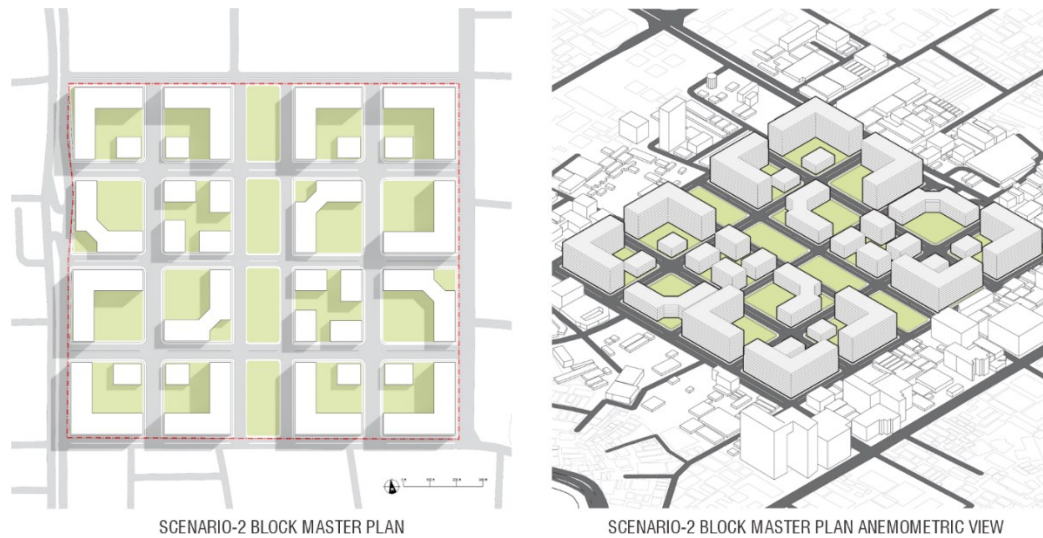 SCENARIO-2 BLOCK MASTER PLAN
SCENARIO-2 BLOCK MASTER PLAN ANEMOMETRIC VIEW